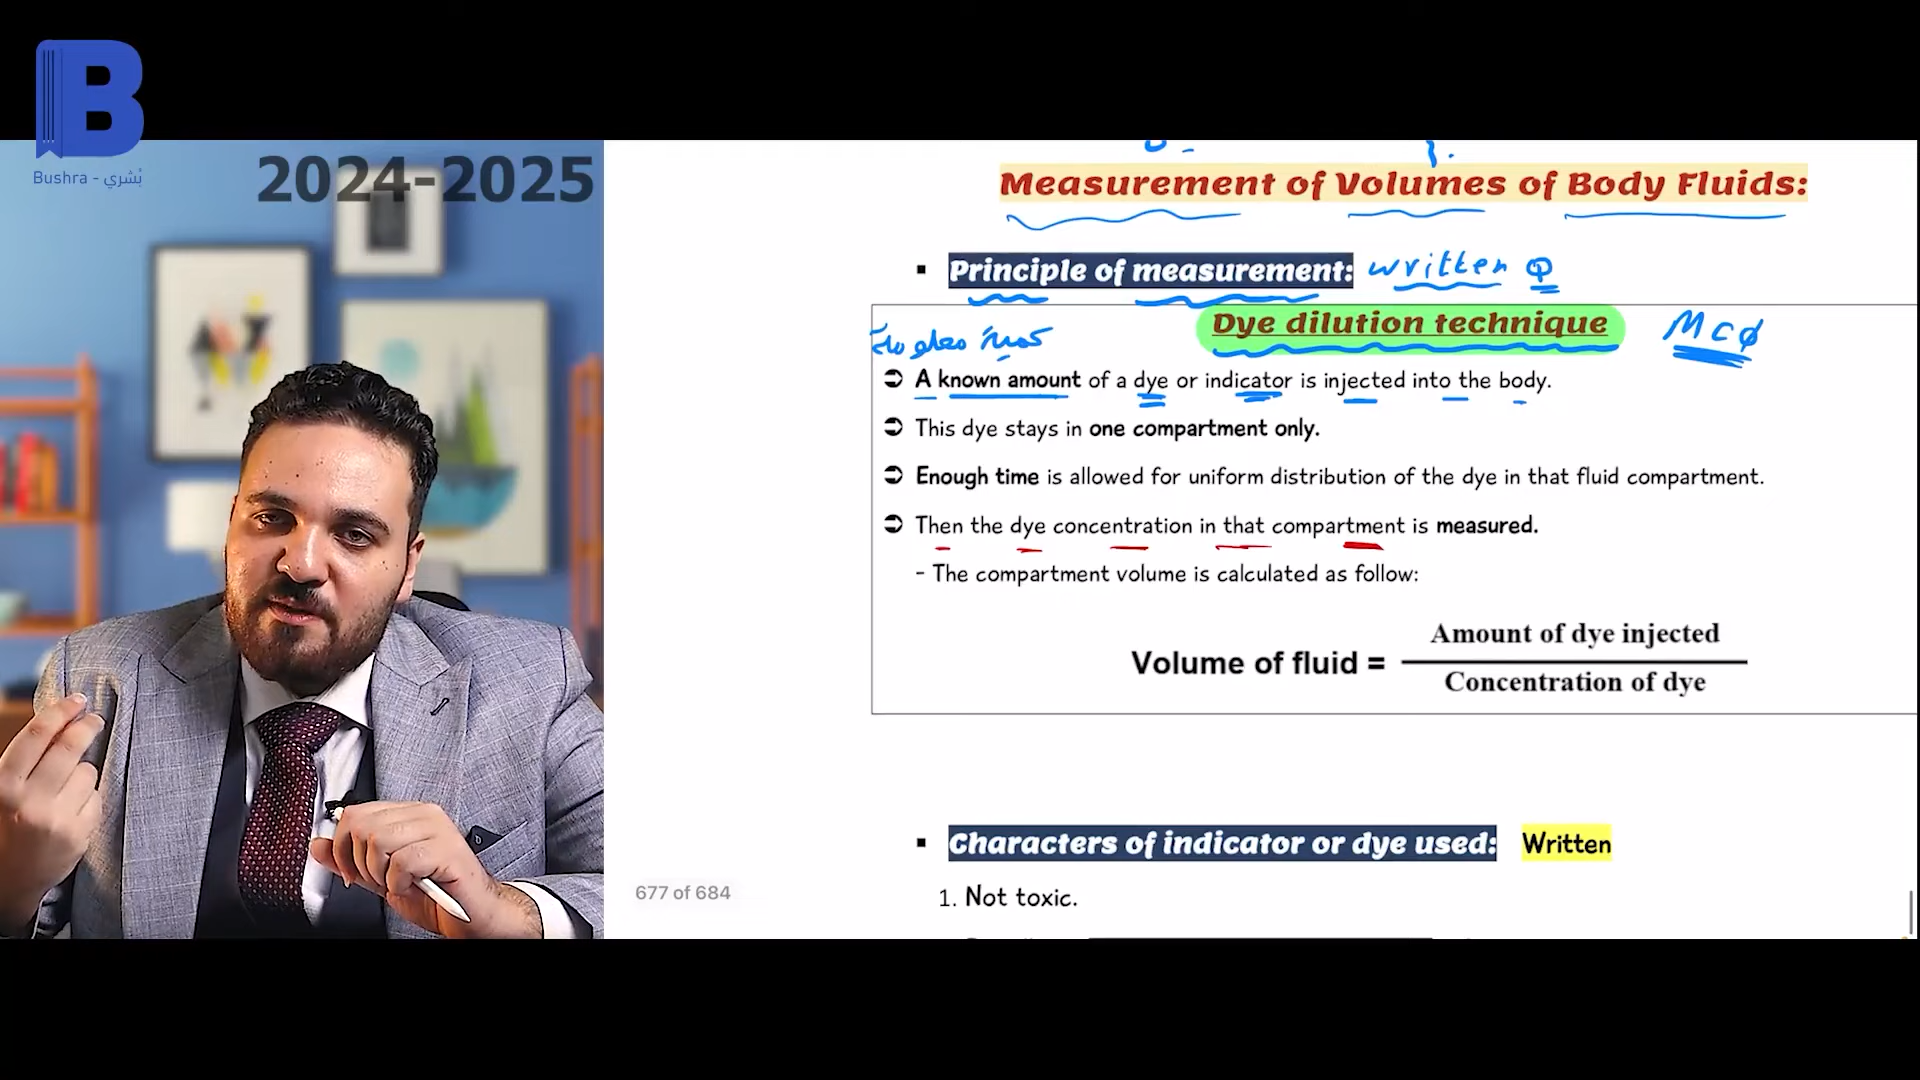 B
Bushra - بُشري
2024-2025
Measurement of Volumes of Body Fluids:
▪ Principle of measurement: written Q
Dye dilution technique MCQ
كمية معلومة
➲ A known amount of a dye or indicator is injected into the body.
➲ This dye stays in one compartment only.
➲ Enough time is allowed for uniform distribution of the dye in that fluid compartment.
➲ Then the dye concentration in that compartment is measured.
- The compartment volume is calculated as follow:
Amount of dye injected
Volume of fluid =
Concentration of dye
▪ Characters of indicator or dye used: Written
677 of 684
1. Not toxic.